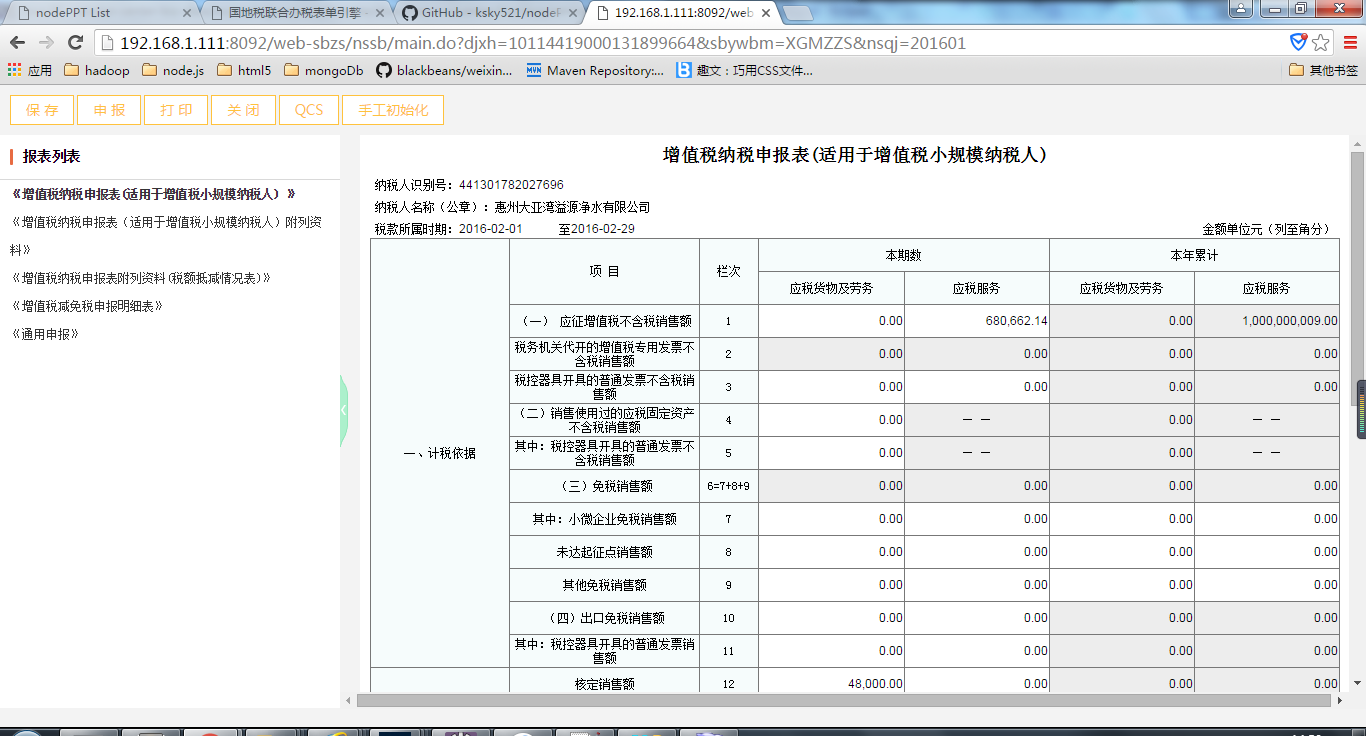 nodePPT List
国地税联合办税表单引擎
GitHub - ksky521/nodeP
192.168.1.111:8092/web
192.168.1.111:8092/web-sbzs/nssb/main.do?djxh=10114419000131899664&sbywbm=XGMZZS&nsqj=201601
应用 hadoop node.js html5 mongoDb blackbeans/weixin... Maven Repository:... 趣文：巧用CSS文件... 其他书签
保 存 申 报 打 印 关 闭 QCS 手工初始化
报表列表
《增值税纳税申报表(适用于增值税小规模纳税人) 》
《增值税纳税申报表（适用于增值税小规模纳税人）附列资
料》
《增值税纳税申报表附列资料(税额抵减情况表)》
《增值税减免税申报明细表》
《通用申报》
增值税纳税申报表(适用于增值税小规模纳税人)
纳税人识别号：441301782027696
纳税人名称（公章）：惠州大亚湾溢源净水有限公司
税款所属时期：2016-02-01 至2016-02-29 金额单位元（列至角分）
项 目 栏次 本期数 本年累计
应税货物及劳务 应税服务 应税货物及劳务 应税服务
一、计税依据
（一） 应征增值税不含税销售额 1 0.00 680,662.14 0.00 1,000,000,009.00
税务机关代开的增值税专用发票不
含税销售额 2 0.00 0.00 0.00 0.00
税控器具开具的普通发票不含税销
售额 3 0.00 0.00 0.00 0.00
（二）销售使用过的应税固定资产
不含税销售额 4 0.00 — — 0.00 — —
其中：税控器具开具的普通发票不
含税销售额 5 0.00 — — 0.00 — —
（三）免税销售额 6=7+8+9 0.00 0.00 0.00 0.00
其中：小微企业免税销售额 7 0.00 0.00 0.00 0.00
未达起征点销售额 8 0.00 0.00 0.00 0.00
其他免税销售额 9 0.00 0.00 0.00 0.00
（四）出口免税销售额 10 0.00 0.00 0.00 0.00
其中：税控器具开具的普通发票销
售额 11 0.00 0.00 0.00 0.00
核定销售额 12 48,000.00 0.00 0.00 0.00